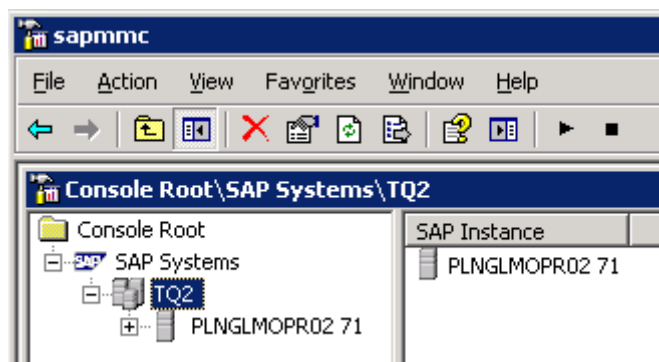 sapmmc
File Action View Favorites Window Help
Console Root\SAP Systems\TQ2
Console Root
SAP Systems
TQ2
PLNGLMOPR02 71
SAP Instance
PLNGLMOPR02 71